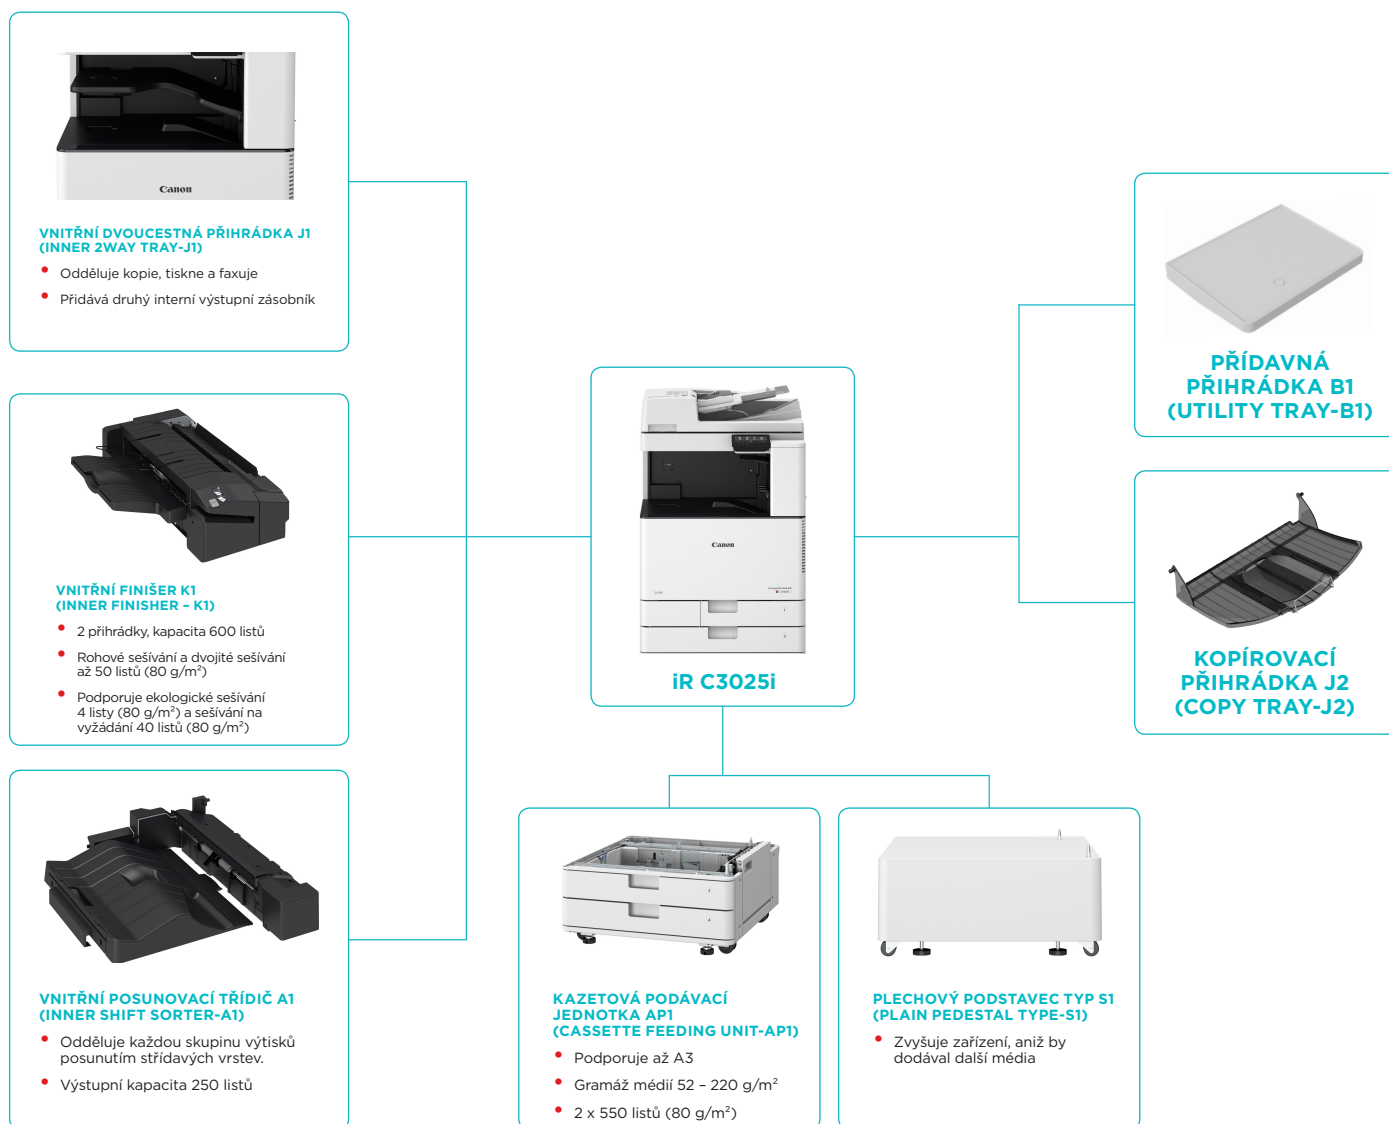 Canon
VNITŘNÍ DVOUCESTNÁ PŘIHRÁDKA J1
(INNER 2WAY TRAY-J1)
• Odděluje kopie, tiskne a faxuje
• Přidává druhý interní výstupní zásobník
VNITŘNÍ FINIŠER K1
(INNER FINISHER – K1)
• 2 přihrádky, kapacita 600 listů
• Rohové sešívání a dvojité sešívání
až 50 listů (80 g/m²)
• Podporuje ekologické sešívání
4 listy (80 g/m²) a sešívání na
vyžádání 40 listů (80 g/m²)
VNITŘNÍ POSUNOVACÍ TŘÍDIČ A1
(INNER SHIFT SORTER-A1)
• Odděluje každou skupinu výtisků
posunutím střídavých vrstev.
• Výstupní kapacita 250 listů
Canon
iR C3025i
KAZETOVÁ PODÁVACÍ
JEDNOTKA AP1
(CASSETTE FEEDING UNIT-AP1)
• Podporuje až A3
• Gramáž médií 52 – 220 g/m²
• 2 x 550 listů (80 g/m²)
PLECHOVÝ PODSTAVEC TYP S1
(PLAIN PEDESTAL TYPE-S1)
• Zvyšuje zařízení, aniž by
dodával další média
PŘÍDAVNÁ
PŘIHRÁDKA B1
(UTILITY TRAY-B1)
KOPÍROVACÍ
PŘIHRÁDKA J2
(COPY TRAY-J2)